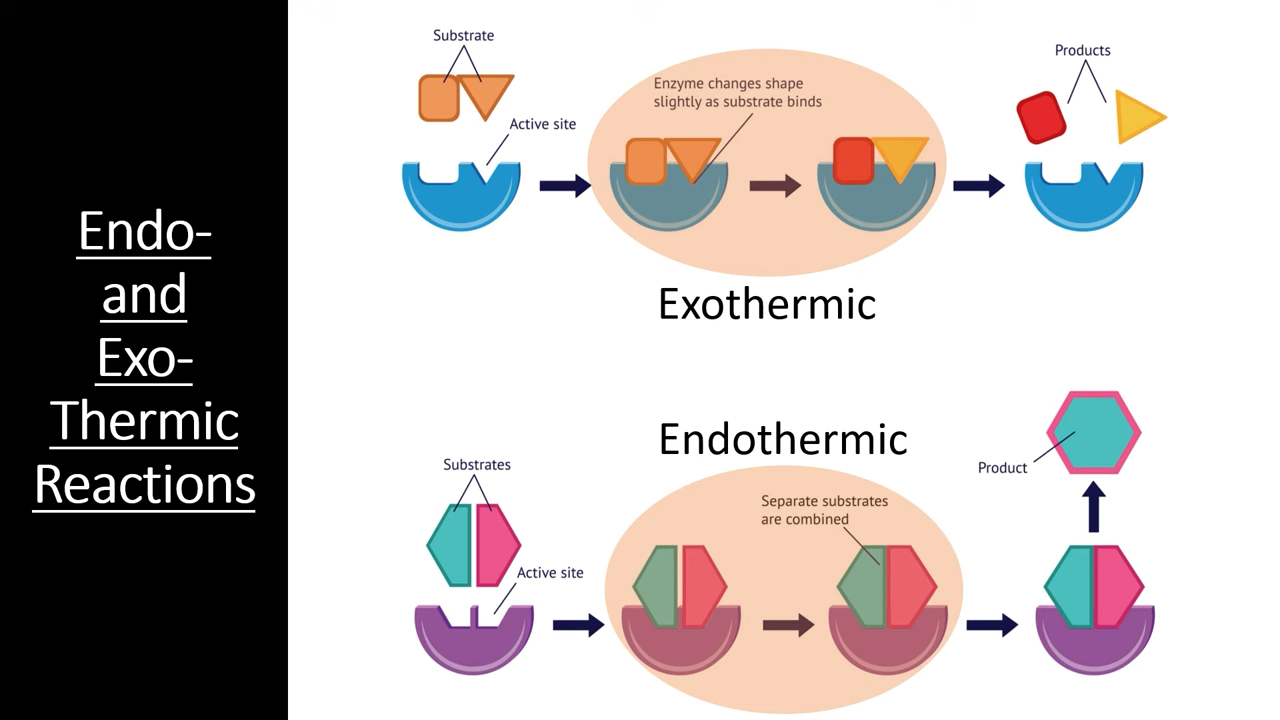 Endo-
and
Exo-
Thermic
Reactions
Substrate
Active site
Enzyme changes shape
slightly as substrate binds
Products
Exothermic
Endothermic
Substrates
Active site
Separate substrates
are combined
Product